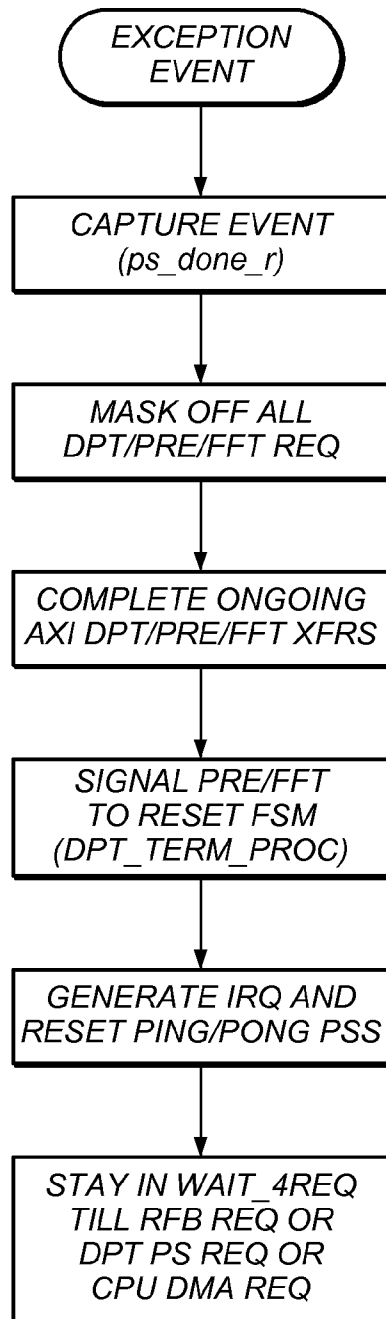 EXCEPTION
EVENT
CAPTURE EVENT
(ps_done_r)
MASK OFF ALL
DPT/PRE/FFT REQ
COMPLETE ONGOING
AXI DPT/PRE/FFT XFRS
SIGNAL PRE/FFT
TO RESET FSM
(DPT_TERM_PROC)
GENERATE IRQ AND
RESET PING/PONG PSS
STAY IN WAIT_4REQ
TILL RFB REQ OR
DPT PS REQ OR
CPU DMA REQ